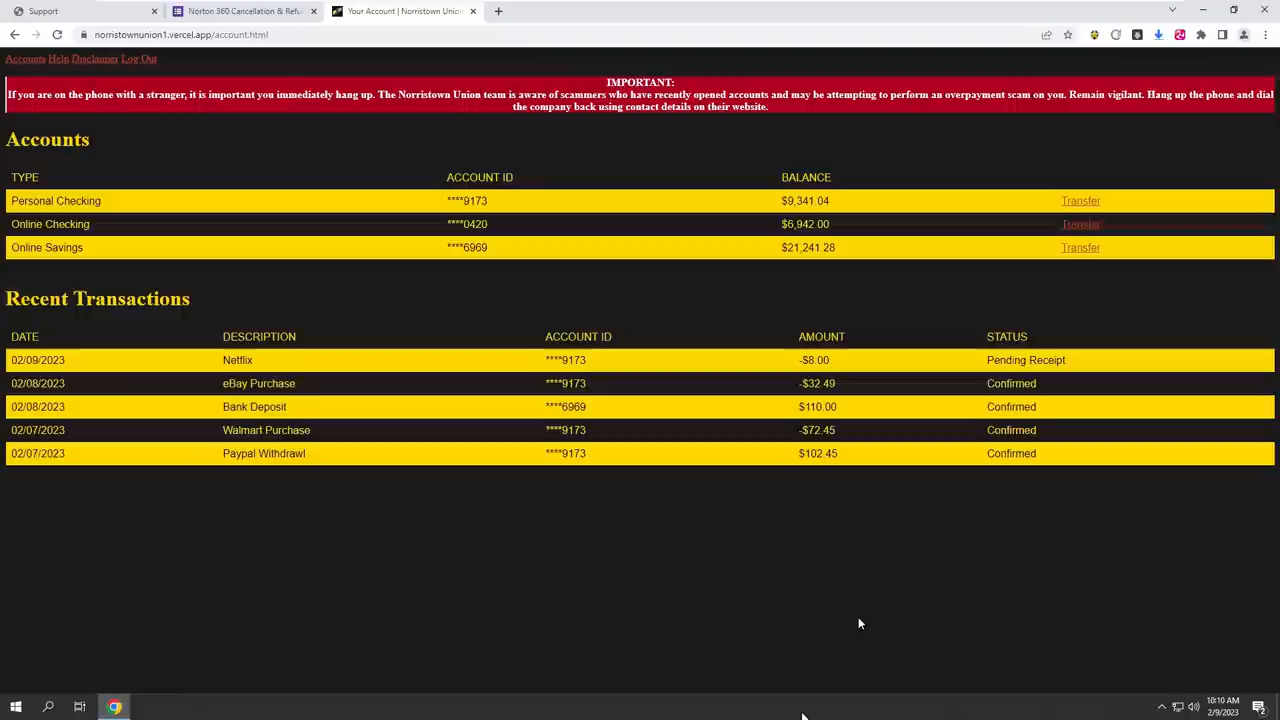 Support
Norton 360 Cancellation & Refu
Your Account | Norristown Union
norristownunion1.vercel.app/account.html
Accounts Help Disclaimer Log Out
IMPORTANT:
If you are on the phone with a stranger, it is important you immediately hang up. The Norristown Union team is aware of scammers who have recently opened accounts and may be attempting to perform an overpayment scam on you. Remain vigilant. Hang up the phone and dial
the company back using contact details on their website.
Accounts
TYPE ACCOUNT ID BALANCE
Personal Checking ****9173 $9,341.04 Transfer
Online Checking ****0420 $6,942.00 Transfer
Online Savings ****6969 $21,241.28 Transfer
Recent Transactions
DATE DESCRIPTION ACCOUNT ID AMOUNT STATUS
02/09/2023 Netflix ****9173 -$8.00 Pending Receipt
02/08/2023 eBay Purchase ****9173 -$32.49 Confirmed
02/08/2023 Bank Deposit ****6969 $110.00 Confirmed
02/07/2023 Walmart Purchase ****9173 -$72.45 Confirmed
02/07/2023 Paypal Withdrawl ****9173 $102.45 Confirmed
10:10 AM
2/9/2023
2